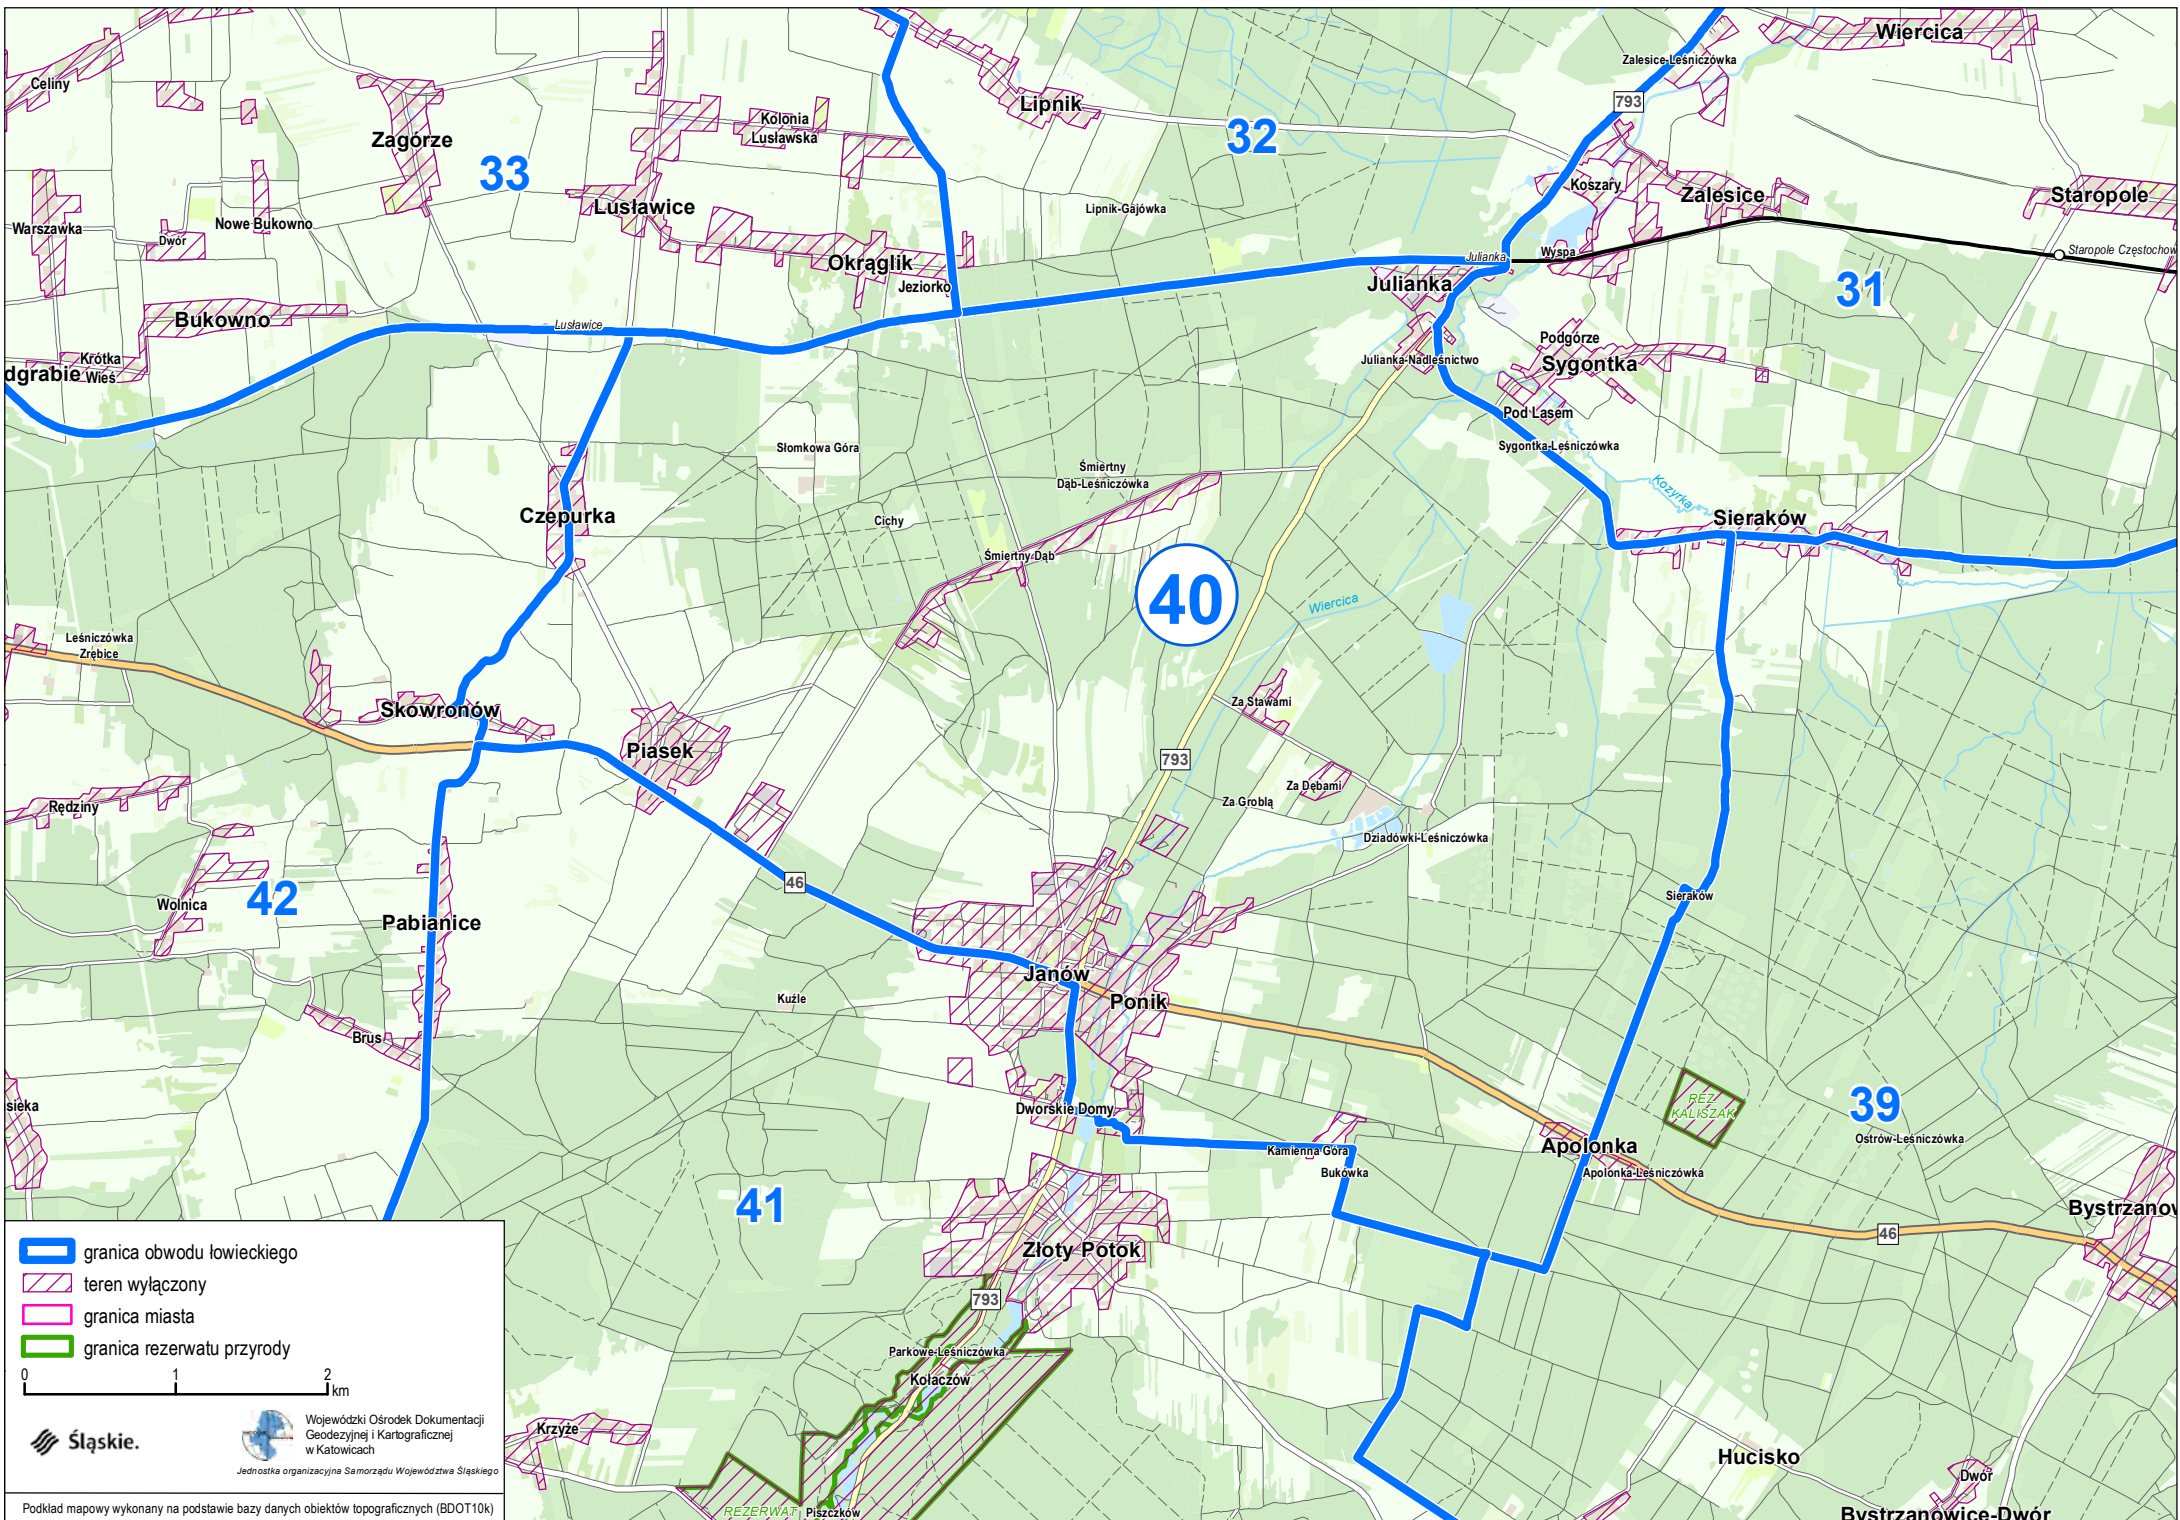 Wiercica
Zalesice-Leśniczówka
Celiny
Lipnik
793
Kolonia
Lusławska
Zagórze
32
33
Koszary
Zalesice
Staropole
Lusławice
Lipnik-Gajówka
Warszawka
Nowe Bukowno
Dwór
Okrąglik
Jeziorko
Julianka
Wyspa
Staropole Częstochow
Julianka
31
Bukowno
Lusławice
Podgórze
Sygontka
Krótka
Wieś
dgrabie
Julianka-Nadleśnictwo
Pod Lasem
Sygontka-Leśniczówka
Słomkowa Góra
Śmiertny
Dąb-Leśniczówka
Kozyrka
Czepurka
Cichy
Sieraków
Śmiertny Dąb
40
Wiercica
Leśniczówka
Zrębice
Skowronów
Za Stawami
Piasek
793
Rędziny
Za Dębami
Za Groblą
Dziadówki-Leśniczówka
46
42
Wolnica
Pabianice
Sieraków
Janów
Ponik
Kuźle
Brus
sieka
Dworskie Domy
REZ.
KALISZAK
39
Ostrów-Leśniczówka
Kamienna Góra
Bukówka
Apolonka
Apolonka-Leśniczówka
41
Bystrzanow
46
Złoty Potok
793
Parkowe-Leśniczówka
Kołaczów
Krzyże
Hucisko
Dwór
REZERWAT
Piszczków
Bystrzanowice-Dwór
granica obwodu łowieckiego
teren wyłączony
granica miasta
granica rezerwatu przyrody
0 1 2
km
Śląskie.
Wojewódzki Ośrodek Dokumentacji
Geodezyjnej i Kartograficznej
w Katowicach
Jednostka organizacyjna Samorządu Województwa Śląskiego
Podkład mapowy wykonany na podstawie bazy danych obiektów topograficznych (BDOT10k)